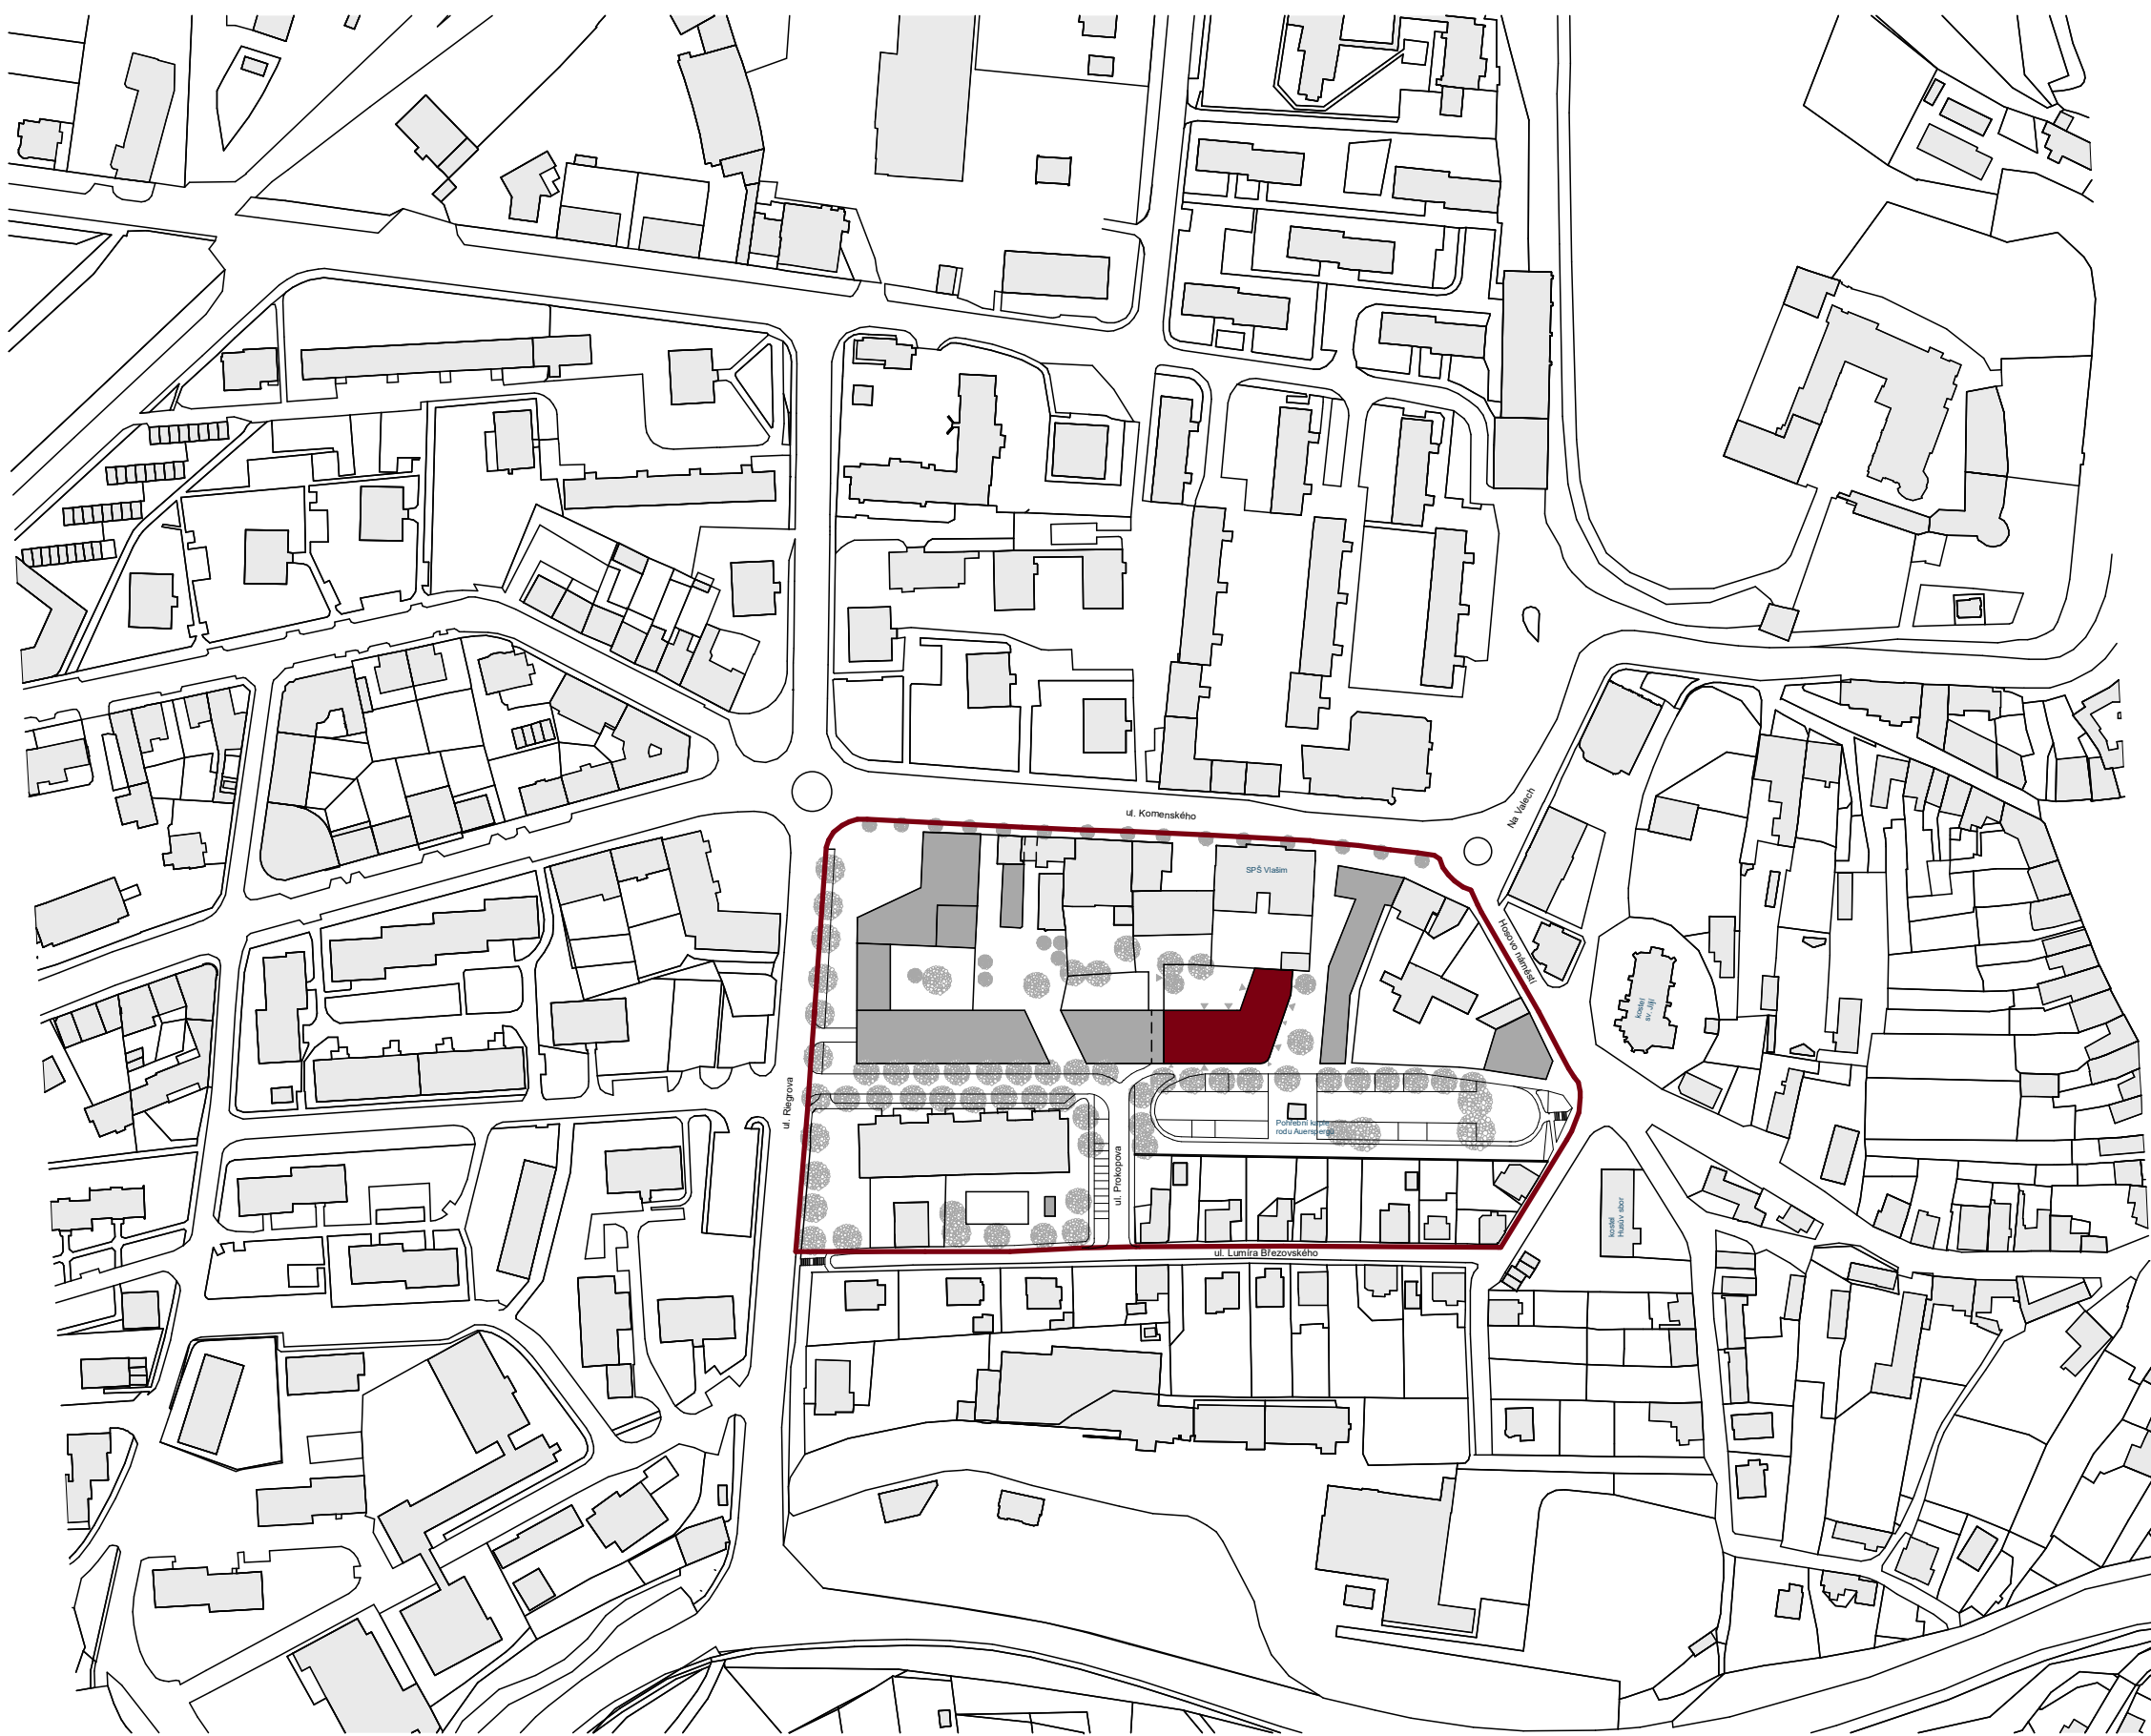 ul. Komenského
Na Valech
SPŠ Vlašim
Husovo náměstí
kostel
sv. Jiljí
ul. Riegrova
Pohřební kaple
rodu Auerspergů
ul. Prokopova
kostel
Husův sbor
ul. Lumíra Březovského